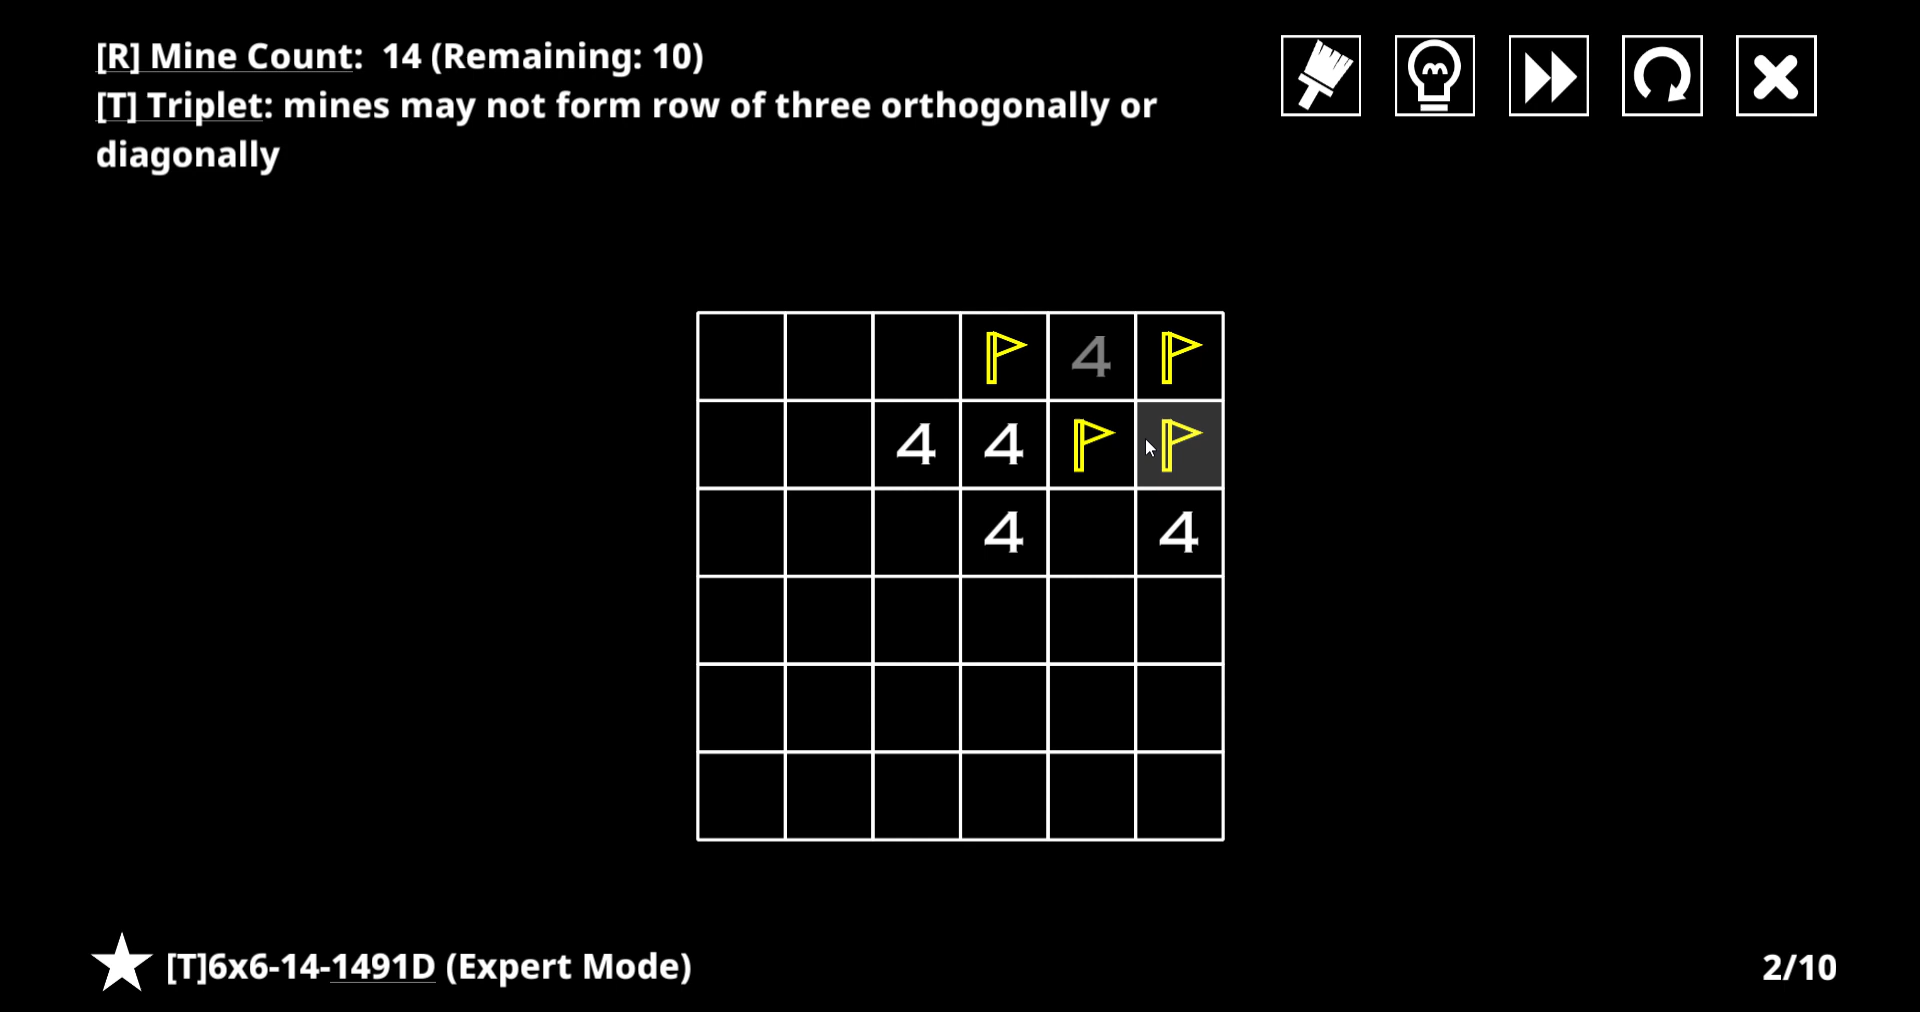 [R] Mine Count: 14 (Remaining: 10)
[T] Triplet: mines may not form row of three orthogonally or
diagonally
4
4 4
4 4
[T]6x6-14-1491D (Expert Mode)
2/10